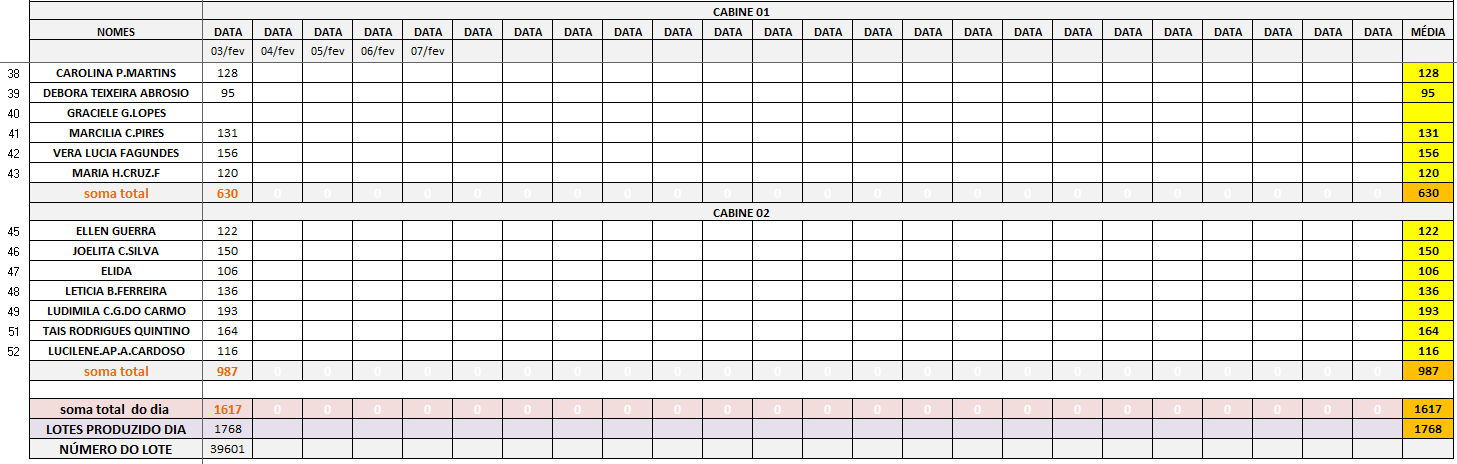 CABINE 01
NOMES DATA DATA DATA DATA DATA DATA DATA DATA DATA DATA DATA DATA DATA DATA DATA DATA DATA DATA DATA DATA DATA DATA DATA DATA MÉDIA
03/fev 04/fev 05/fev 06/fev 07/fev
38 CAROLINA P.MARTINS 128 128
39 DEBORA TEIXEIRA ABROSIO 95 95
40 GRACIELE G.LOPES
41 MARCILIA C.PIRES 131 131
42 VERA LUCIA FAGUNDES 156 156
43 MARIA H.CRUZ.F 120 120
soma total 630 0 0 0 0 0 0 0 0 0 0 0 0 0 0 0 0 0 0 0 0 0 0 0 630
CABINE 02
45 ELLEN GUERRA 122 122
46 JOELITA C.SILVA 150 150
47 ELIDA 106 106
48 LETICIA B.FERREIRA 136 136
49 LUDIMILA C.G.DO CARMO 193 193
51 TAIS RODRIGUES QUINTINO 164 164
52 LUCILENE.AP.A.CARDOSO 116 116
soma total 987 0 0 0 0 0 0 0 0 0 0 0 0 0 0 0 0 0 0 0 0 0 0 0 987
soma total do dia 1617 0 0 0 0 0 0 0 0 0 0 0 0 0 0 0 0 0 0 0 0 0 0 0 1617
LOTES PRODUZIDO DIA 1768 1768
NÚMERO DO LOTE 39601